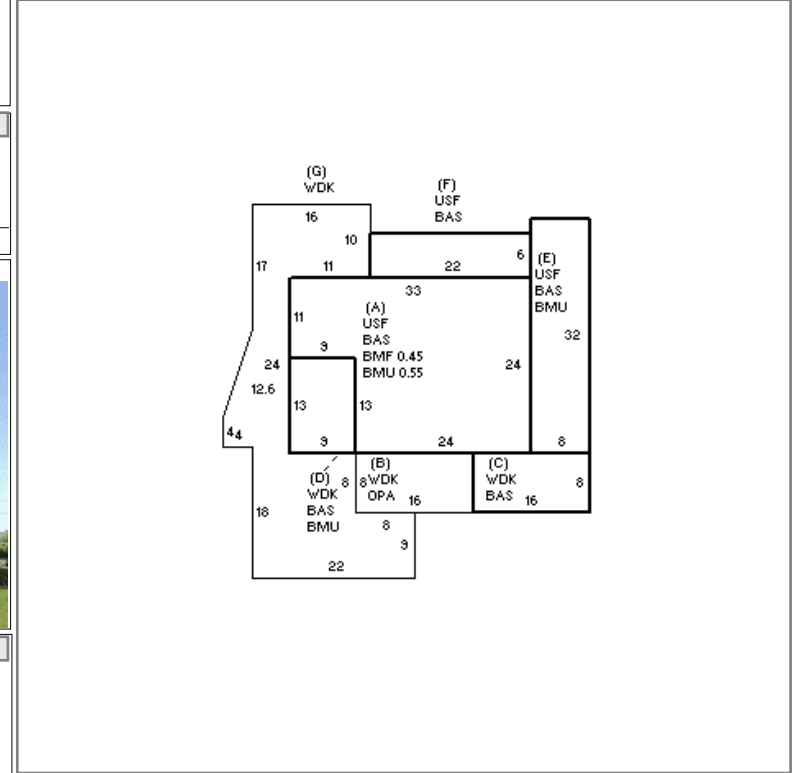 (G)
WDK
(F)
USF
BAS
16
10
17
11
22
6
(E)
USF
BAS
BMU
33
11
(A)
USF
BAS
BMF 0.45
BMU 0.55
32
9
24
24
12.6
13
13
4
4
9
24
8
(D)
WDK
BAS
BMU
8
8
(B)
WDK
OPA
16
(C)
WDK
BAS
16
8
18
8
9
22